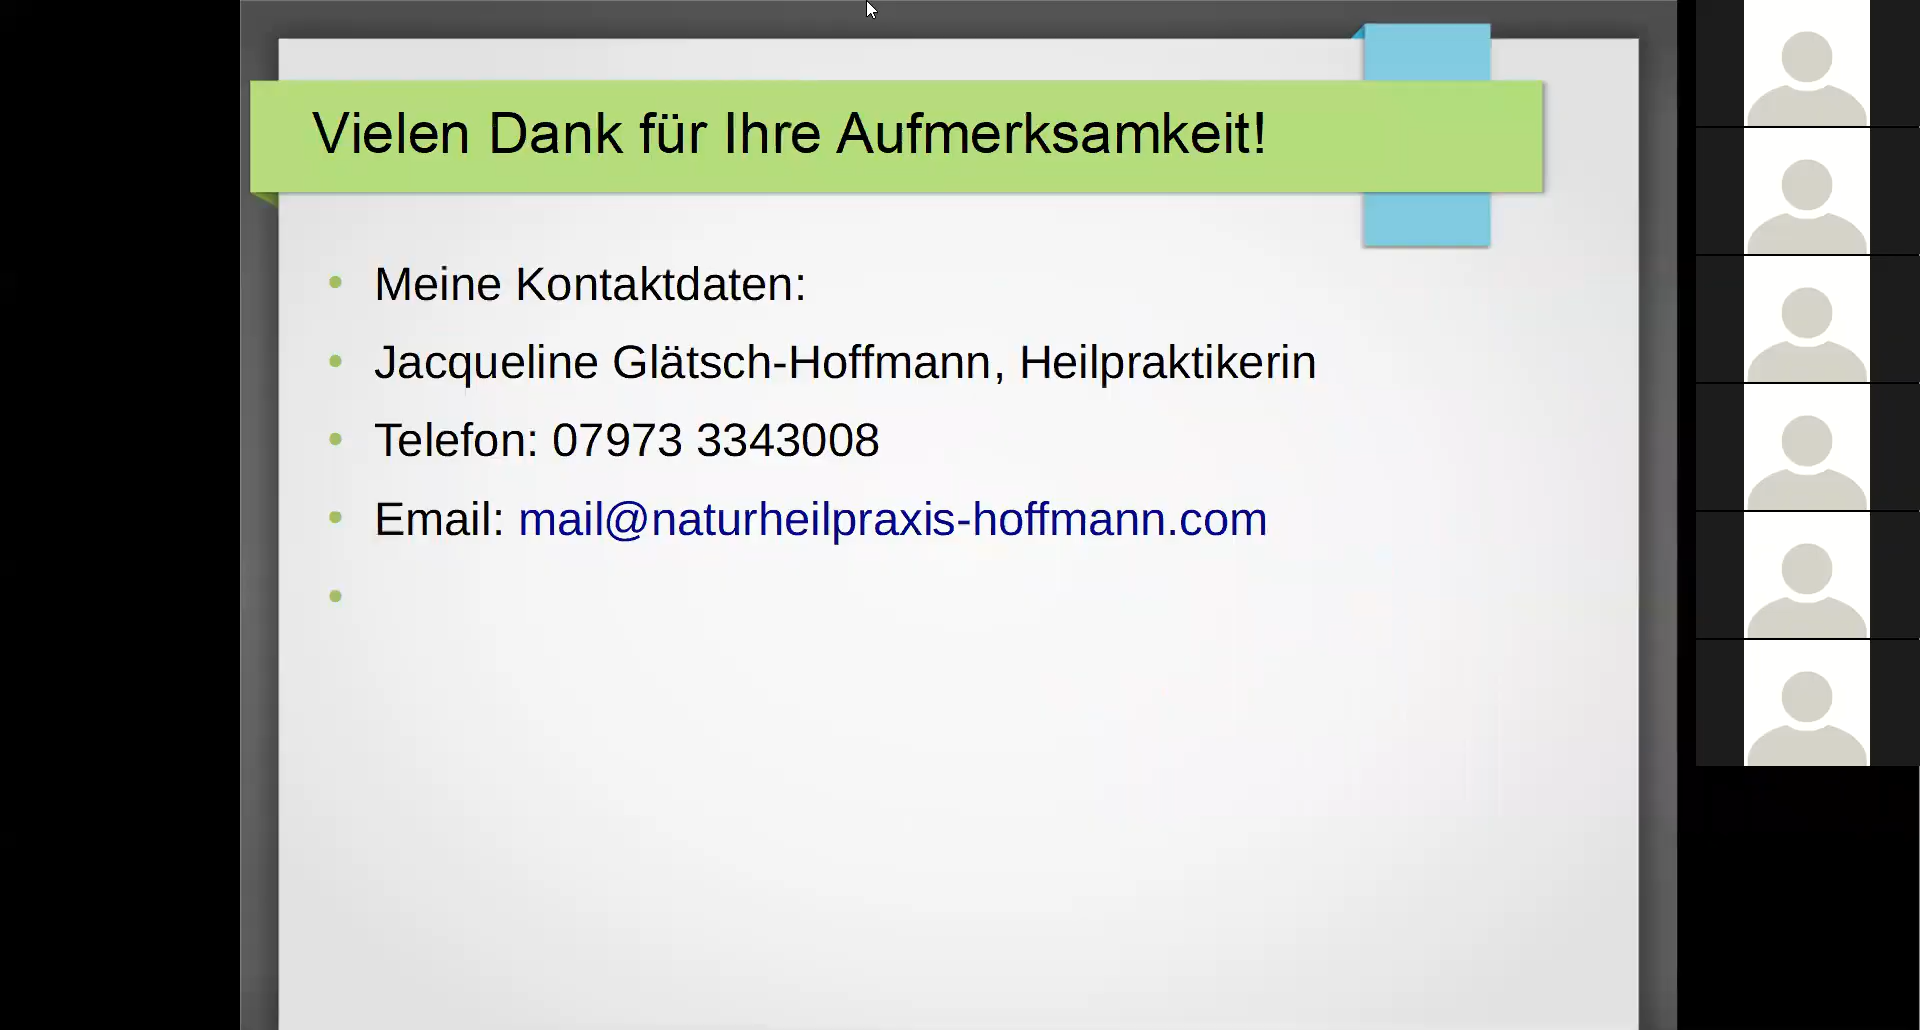 Vielen Dank für Ihre Aufmerksamkeit!
Meine Kontaktdaten:
Jacqueline Glätsch-Hoffmann, Heilpraktikerin
Telefon: 07973 3343008
Email: mail@naturheilpraxis-hoffmann.com